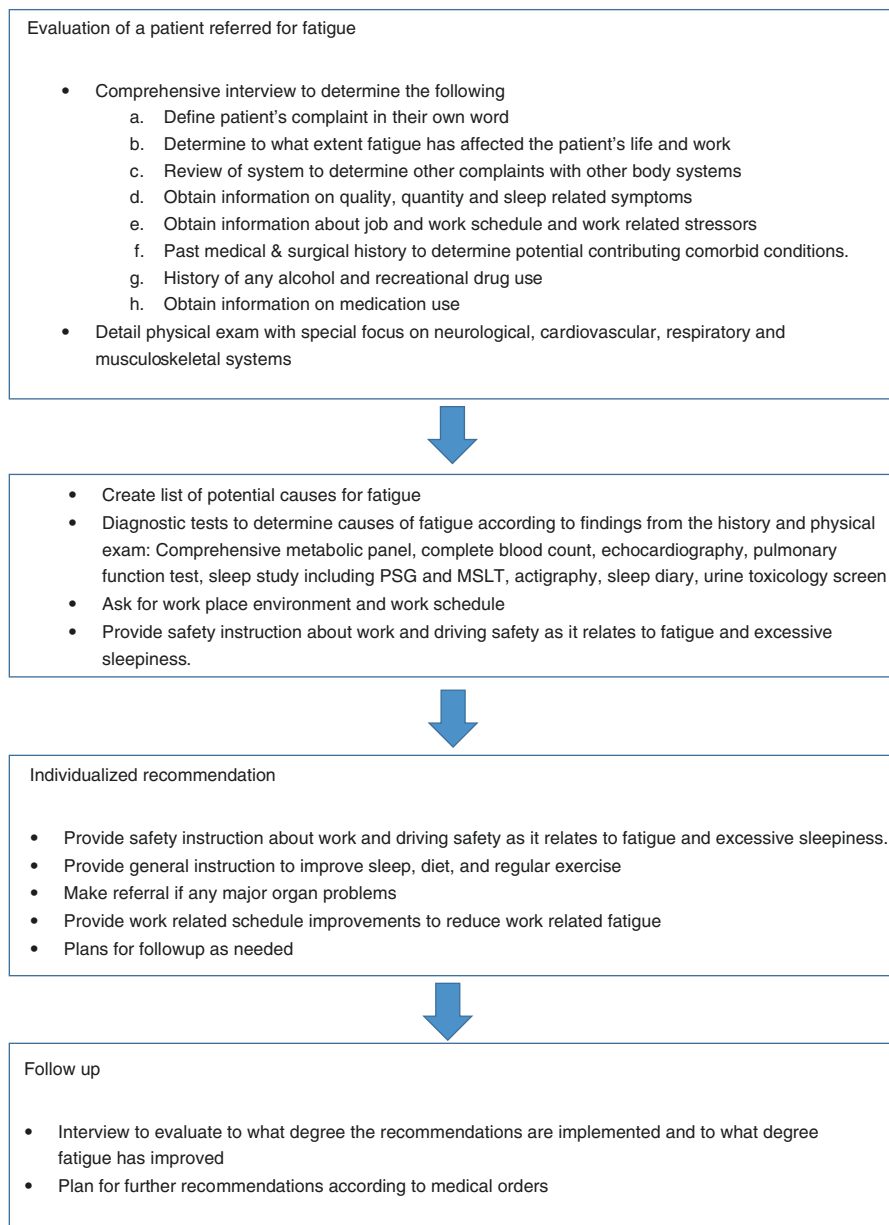 Evaluation of a patient referred for fatigue
• Comprehensive interview to determine the following
a. Define patient's complaint in their own word
b. Determine to what extent fatigue has affected the patient's life and work
c. Review of system to determine other complaints with other body systems
d. Obtain information on quality, quantity and sleep related symptoms
e. Obtain information about job and work schedule and work related stressors
f. Past medical & surgical history to determine potential contributing comorbid conditions.
g. History of any alcohol and recreational drug use
h. Obtain information on medication use
• Detail physical exam with special focus on neurological, cardiovascular, respiratory and
musculoskeletal systems
• Create list of potential causes for fatigue
• Diagnostic tests to determine causes of fatigue according to findings from the history and physical
exam: Comprehensive metabolic panel, complete blood count, echocardiography, pulmonary
function test, sleep study including PSG and MSLT, actigraphy, sleep diary, urine toxicology screen
• Ask for work place environment and work schedule
• Provide safety instruction about work and driving safety as it relates to fatigue and excessive
sleepiness.
Individualized recommendation
• Provide safety instruction about work and driving safety as it relates to fatigue and excessive sleepiness.
• Provide general instruction to improve sleep, diet, and regular exercise
• Make referral if any major organ problems
• Provide work related schedule improvements to reduce work related fatigue
• Plans for followup as needed
Follow up
• Interview to evaluate to what degree the recommendations are implemented and to what degree
fatigue has improved
• Plan for further recommendations according to medical orders